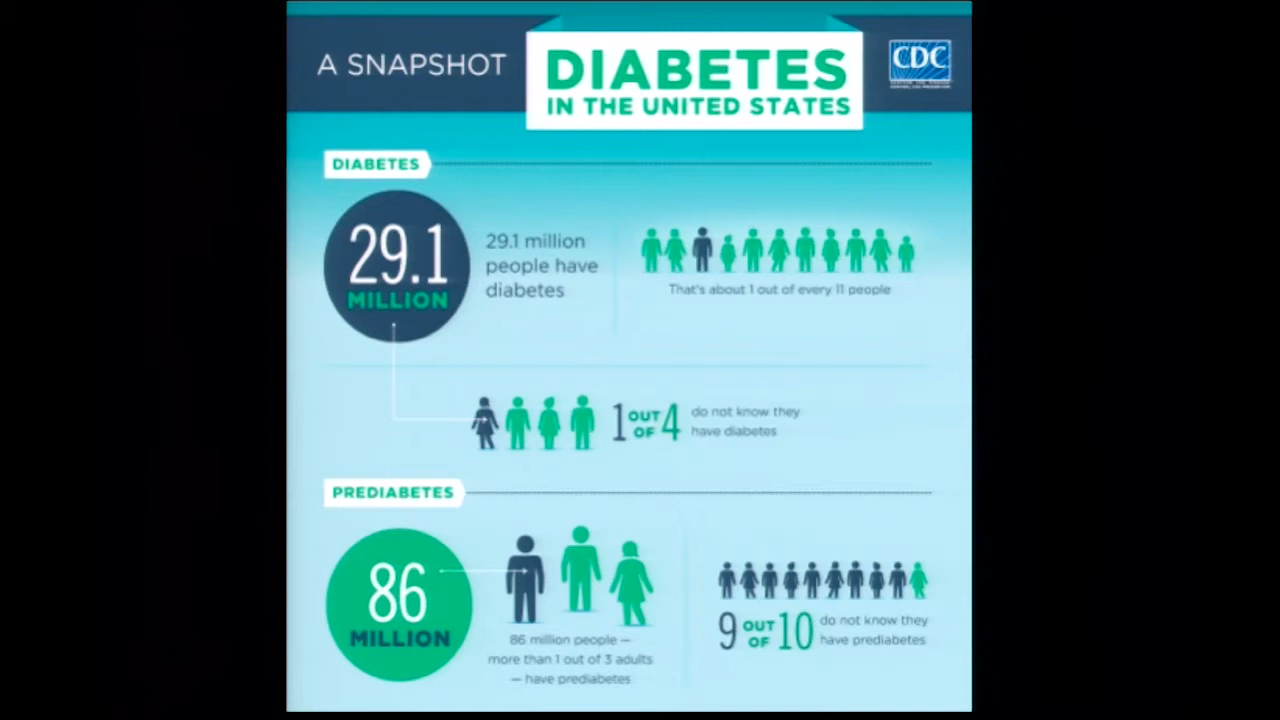 A SNAPSHOT
DIABETES
IN THE UNITED STATES
CDC
DIABETES
29.1
MILLION
29.1 million
people have
diabetes
That's about 1 out of every 11 people
1 OUT OF 4
do not know they
have diabetes
PREDIABETES
86
MILLION
86 million people —
more than 1 out of 3 adults
— have prediabetes
9 OUT OF 10
do not know they
have prediabetes